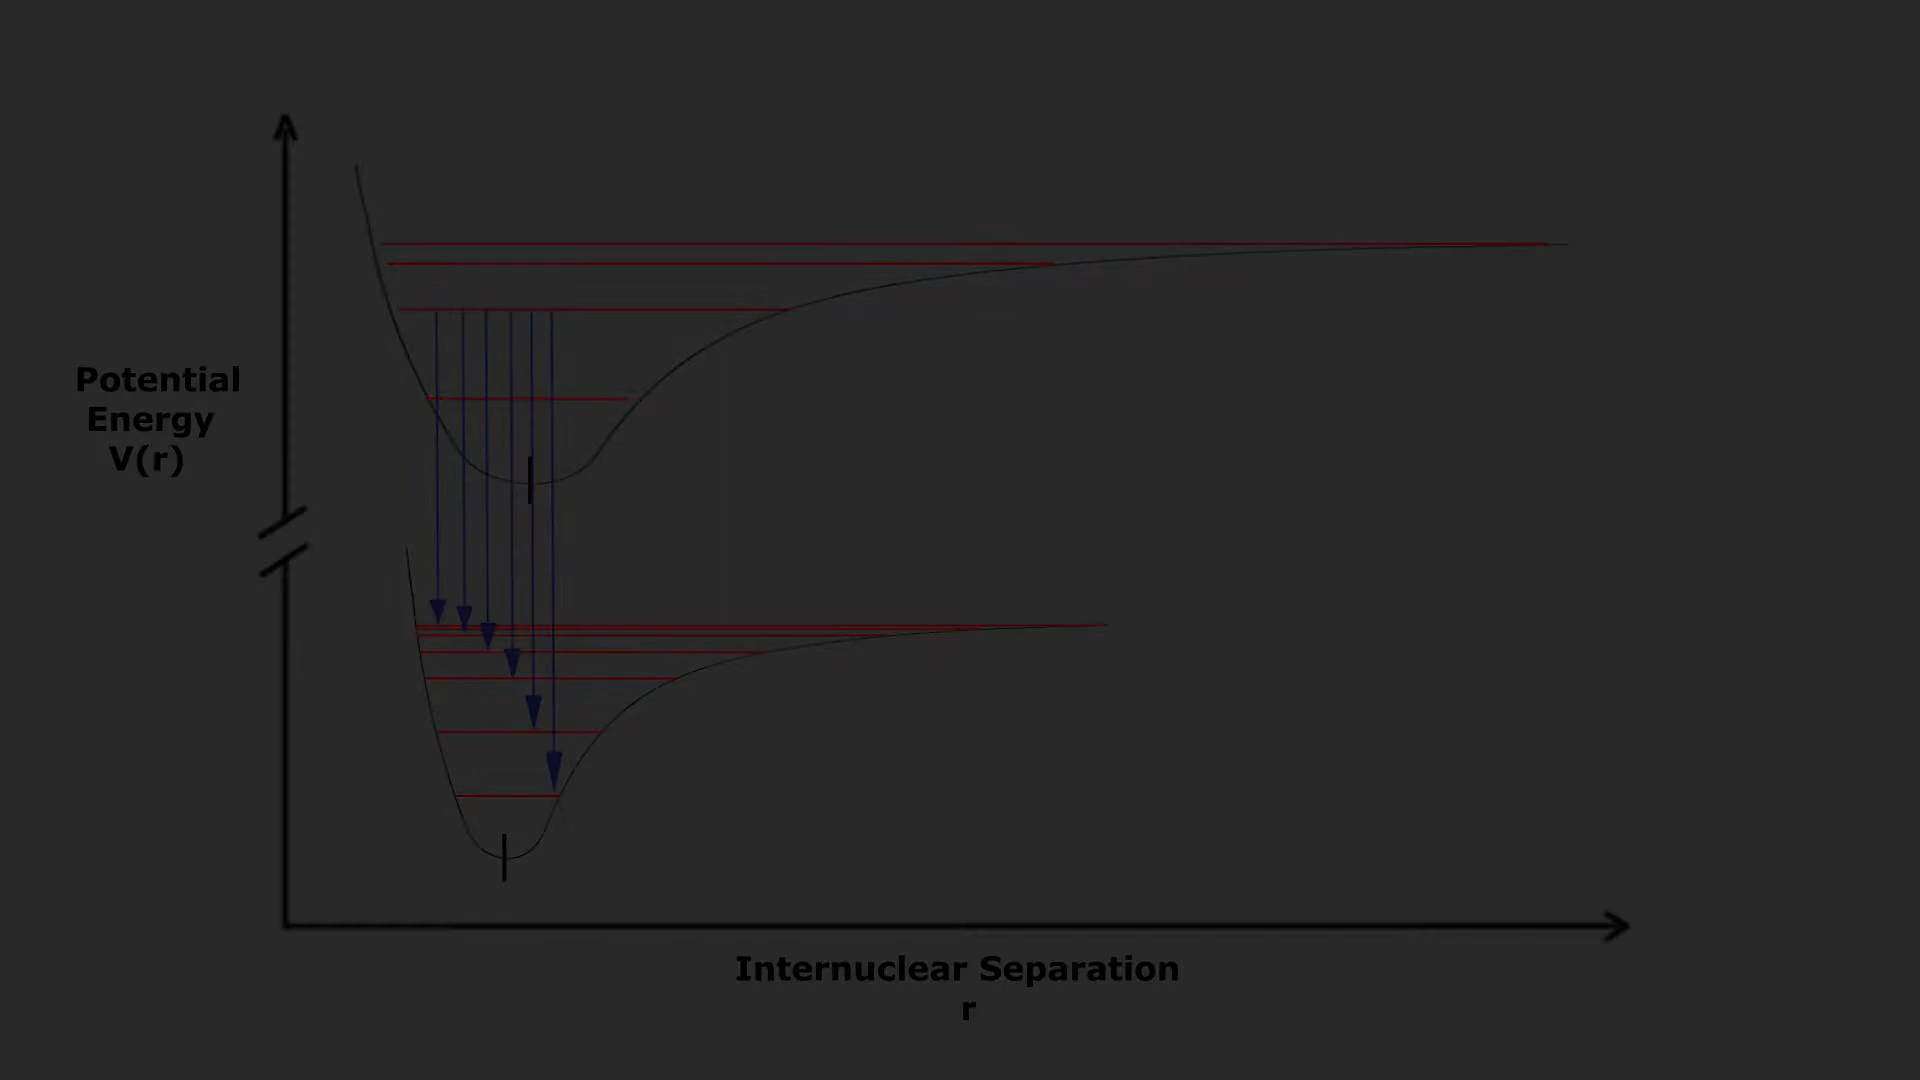 Potential
Energy
V(r)
Internuclear Separation
r